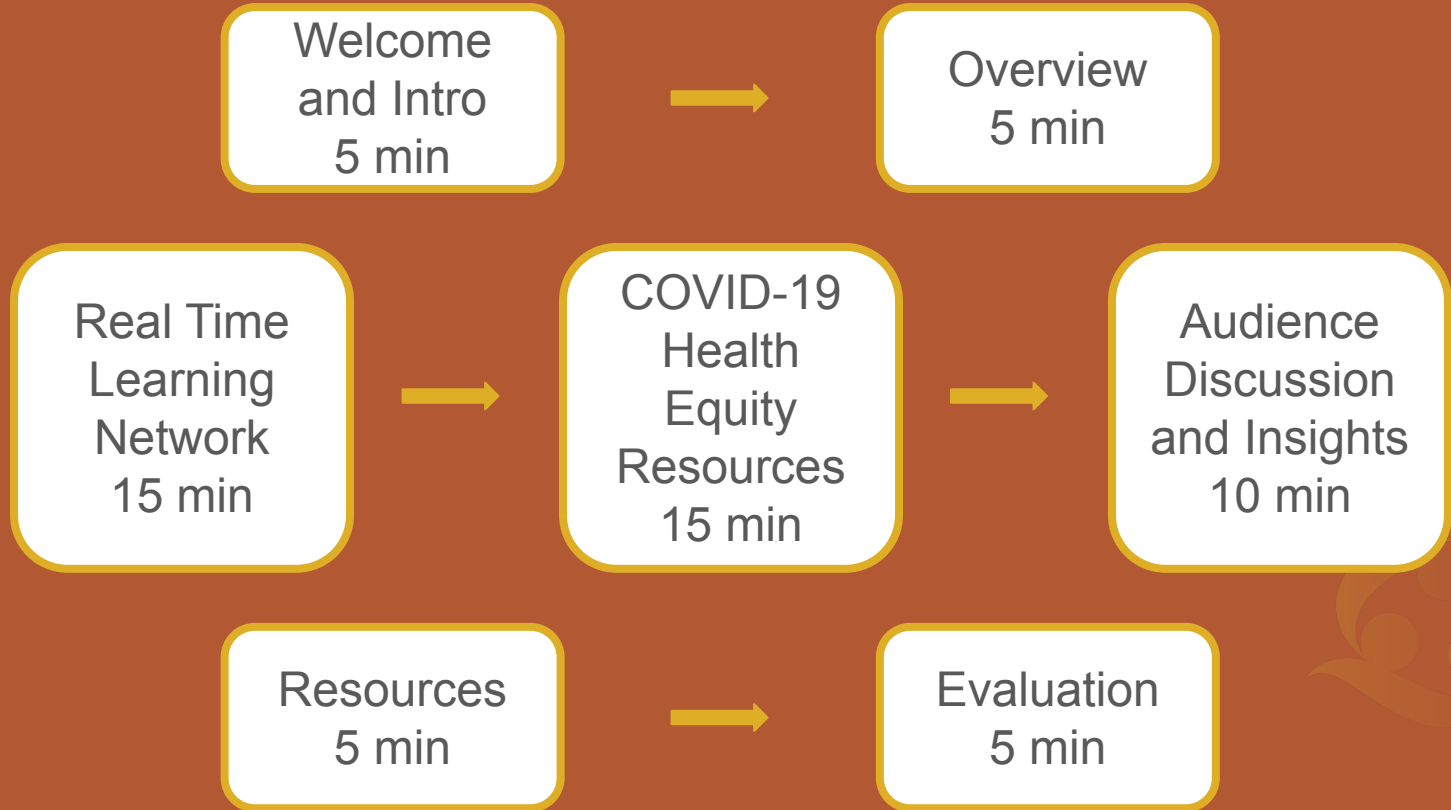 Welcome
and Intro
5 min
Overview
5 min
Real Time
Learning
Network
15 min
COVID-19
Health
Equity
Resources
15 min
Audience
Discussion
and Insights
10 min
Resources
5 min
Evaluation
5 min